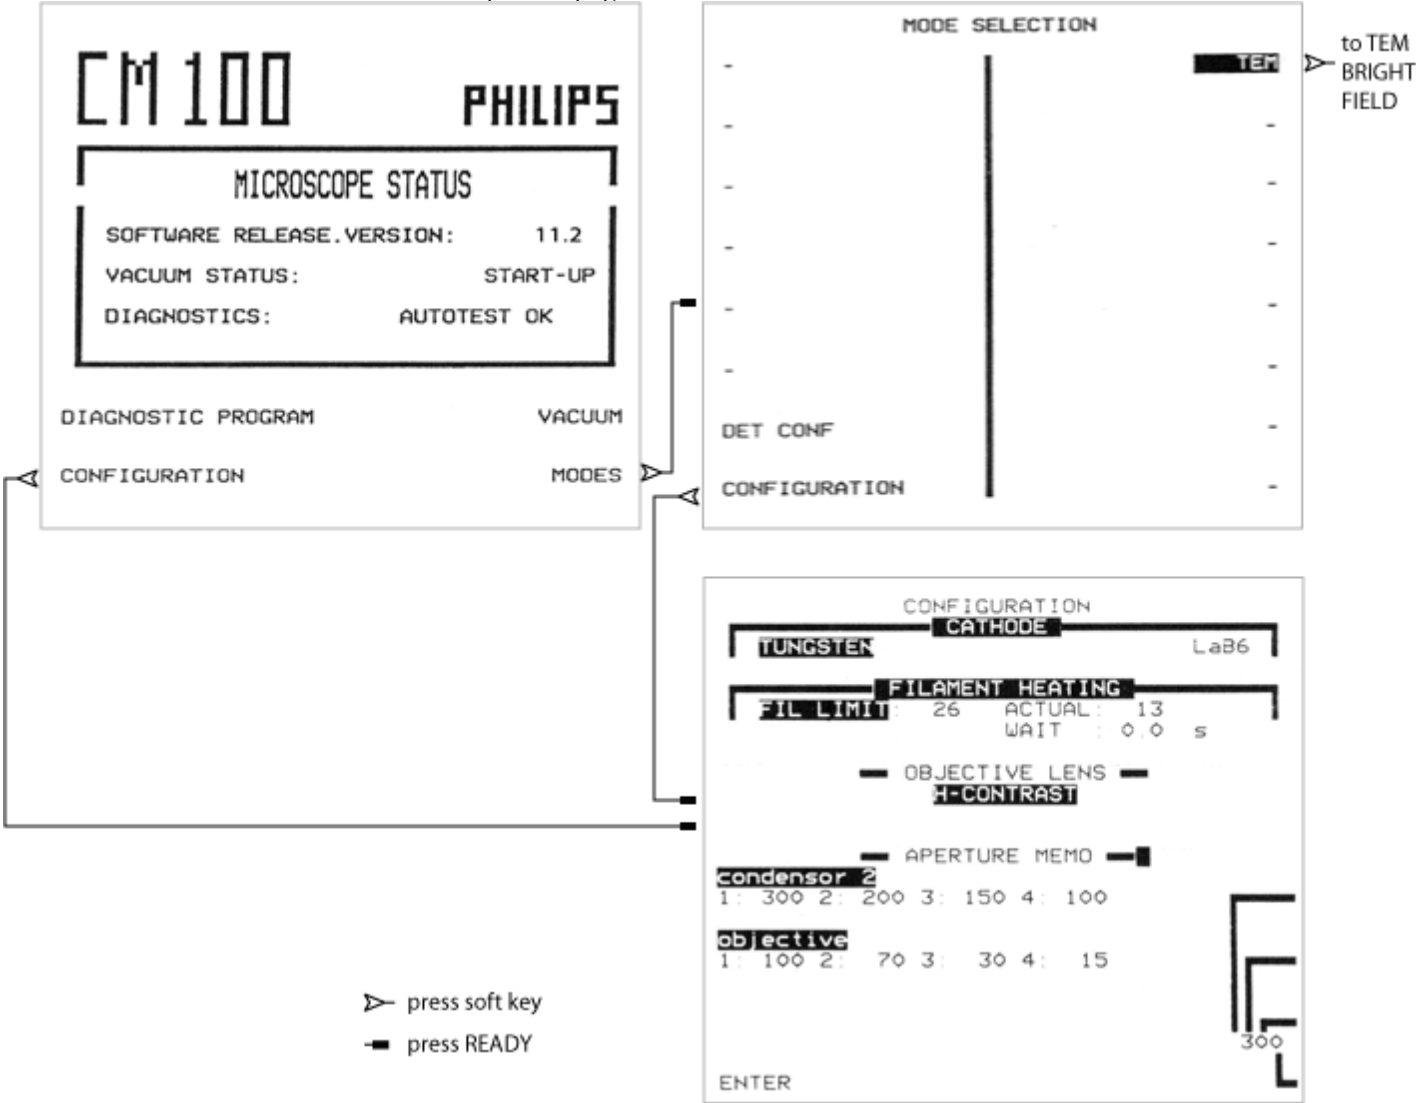 CM 100
PHILIPS
MICROSCOPE STATUS
SOFTWARE RELEASE.VERSION: 11.2
VACUUM STATUS: START-UP
DIAGNOSTICS: AUTOTEST OK
DIAGNOSTIC PROGRAM VACUUM
CONFIGURATION MODES
MODE SELECTION
- TEM
- -
- -
- -
- -
- -
DET CONF -
CONFIGURATION -
to TEM
BRIGHT
FIELD
CONFIGURATION
CATHODE
TUNGSTEN LaB6
FILAMENT HEATING
FIL LIMIT: 26 ACTUAL: 13
WAIT : 0.0 s
OBJECTIVE LENS
H-CONTRAST
APERTURE MEMO
condensor 2
1: 300 2: 200 3: 150 4: 100
objective
1: 100 2: 70 3: 30 4: 15
300
ENTER
press soft key
press READY